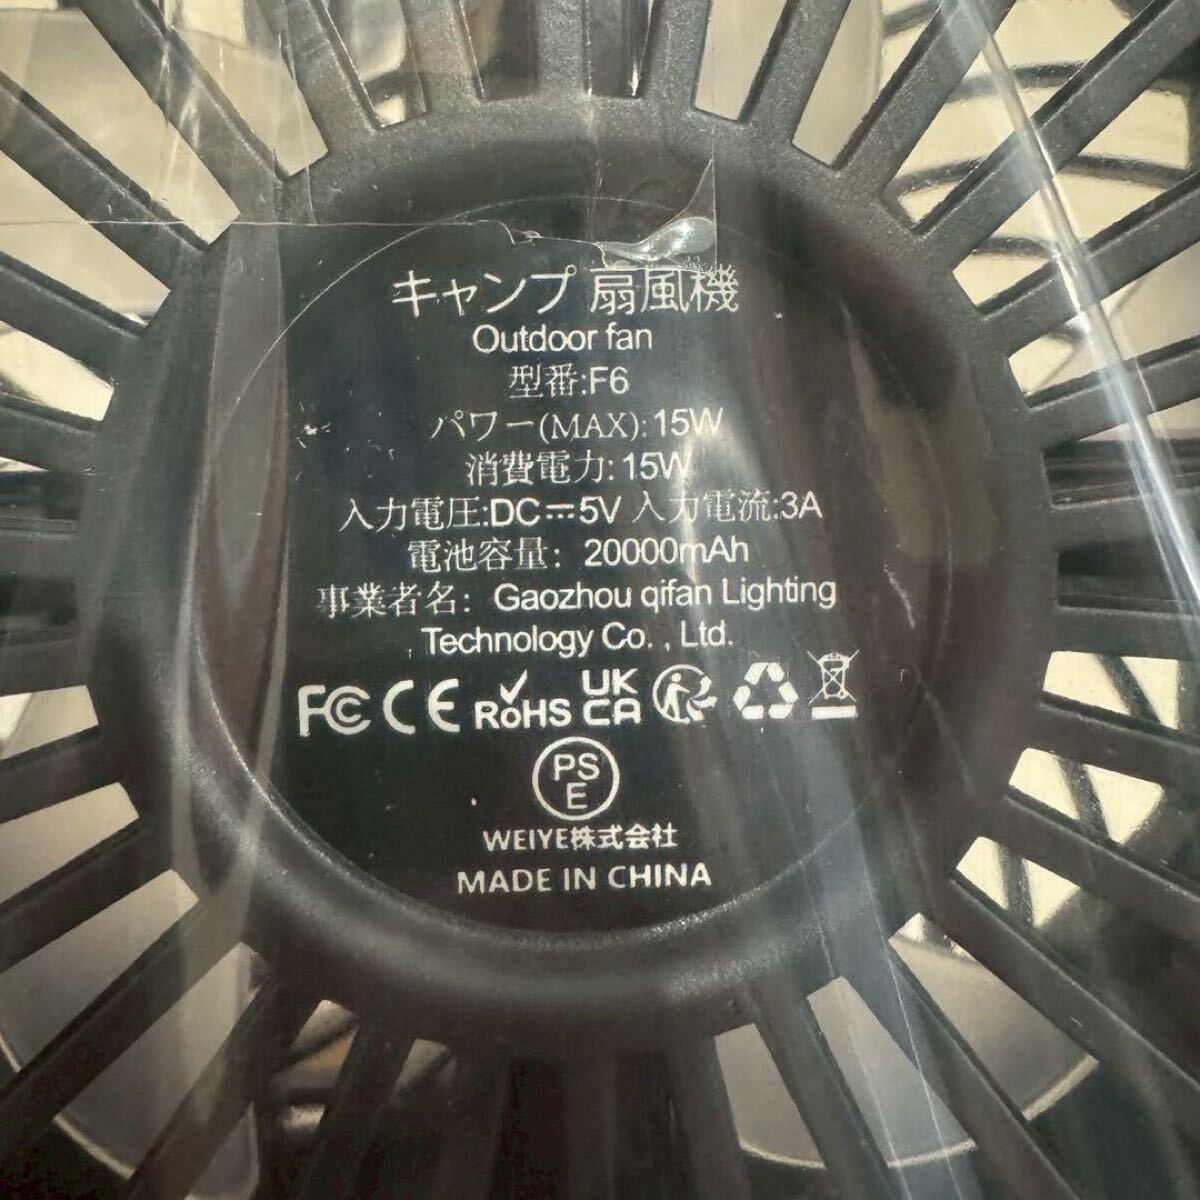 キャンプ 扇風機
Outdoor fan
型番:F6
パワー(MAX):15W
消費電力:15W
入力電圧:DC⎓5V 入力電流:3A
電池容量：20000mAh
事業者名：Gaozhou qifan Lighting
Technology Co. , Ltd.
FC CE RoHS UK CA
PS E
WEIYE株式会社
MADE IN CHINA